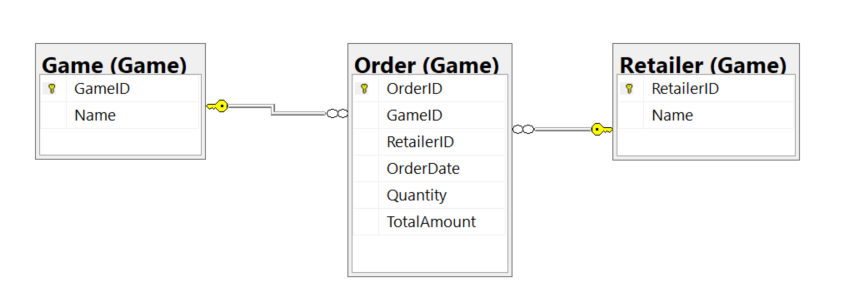 Game (Game)
GameID
Name
Order (Game)
OrderID
GameID
RetailerID
OrderDate
Quantity
TotalAmount
Retailer (Game)
RetailerID
Name